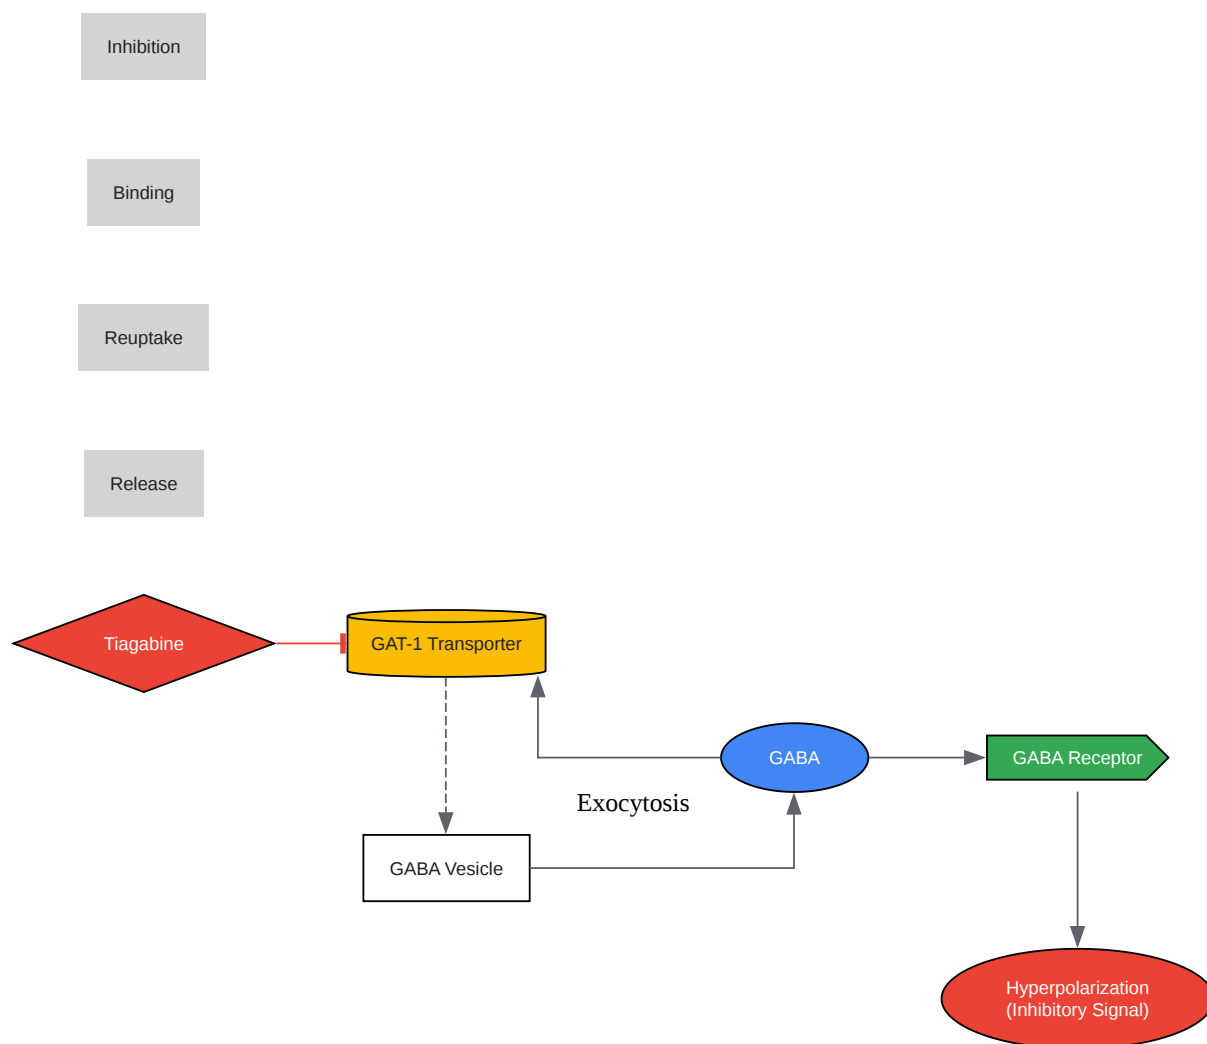 Inhibition
Binding
Reuptake
Release
Tiagabine
GAT-1 Transporter
GABA
GABA Receptor
Exocytosis
GABA Vesicle
Hyperpolarization
(Inhibitory Signal)